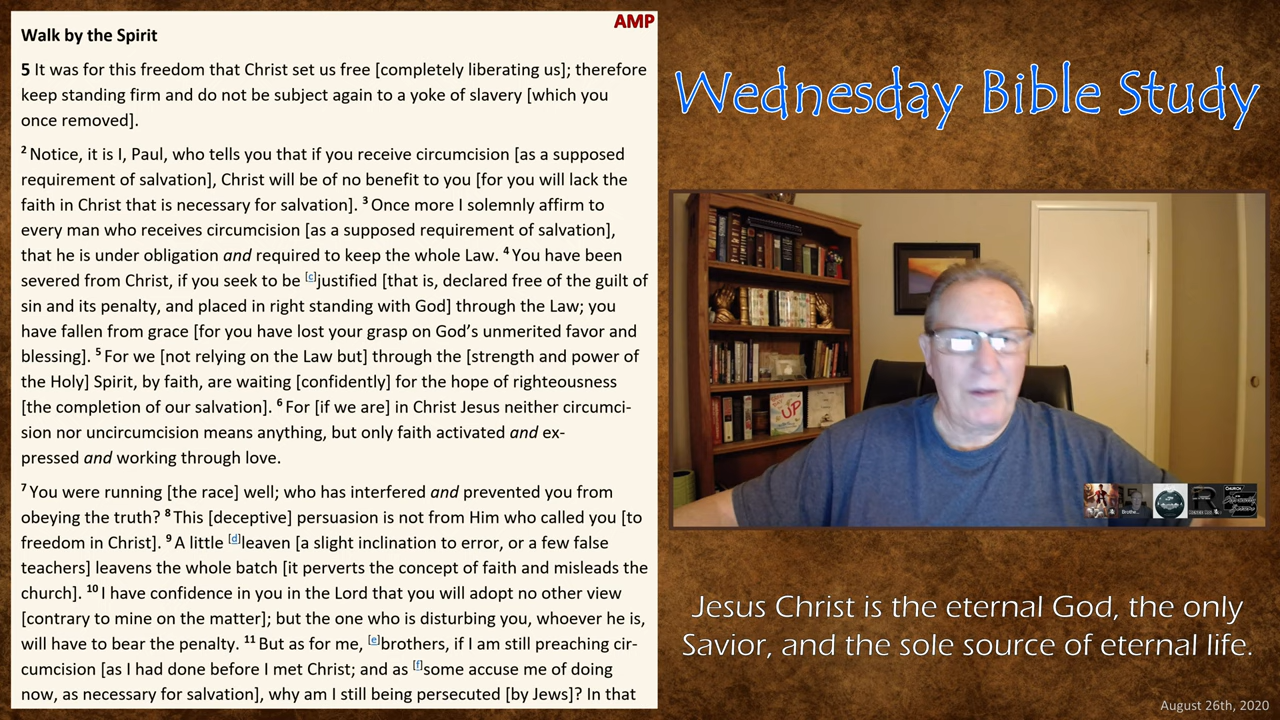 AMP
Walk by the Spirit
5 It was for this freedom that Christ set us free [completely liberating us]; therefore
keep standing firm and do not be subject again to a yoke of slavery [which you
once removed].
2 Notice, it is I, Paul, who tells you that if you receive circumcision [as a supposed
requirement of salvation], Christ will be of no benefit to you [for you will lack the
faith in Christ that is necessary for salvation]. 3 Once more I solemnly affirm to
every man who receives circumcision [as a supposed requirement of salvation],
that he is under obligation and required to keep the whole Law. 4 You have been
severed from Christ, if you seek to be [c]justified [that is, declared free of the guilt of
sin and its penalty, and placed in right standing with God] through the Law; you
have fallen from grace [for you have lost your grasp on God's unmerited favor and
blessing]. 5 For we [not relying on the Law but] through the [strength and power of
the Holy] Spirit, by faith, are waiting [confidently] for the hope of righteousness
[the completion of our salvation]. 6 For [if we are] in Christ Jesus neither circumci-
sion nor uncircumcision means anything, but only faith activated and ex-
pressed and working through love.
7 You were running [the race] well; who has interfered and prevented you from
obeying the truth? 8 This [deceptive] persuasion is not from Him who called you [to
freedom in Christ]. 9 A little [d]leaven [a slight inclination to error, or a few false
teachers] leavens the whole batch [it perverts the concept of faith and misleads the
church]. 10 I have confidence in you in the Lord that you will adopt no other view
[contrary to mine on the matter]; but the one who is disturbing you, whoever he is,
will have to bear the penalty. 11 But as for me, [e]brothers, if I am still preaching cir-
cumcision [as I had done before I met Christ; and as [f]some accuse me of doing
now, as necessary for salvation], why am I still being persecuted [by Jews]? In that
Wednesday Bible Study
UP
Brothe...
Jesus Christ is the eternal God, the only
Savior, and the sole source of eternal life.
August 26th, 2020